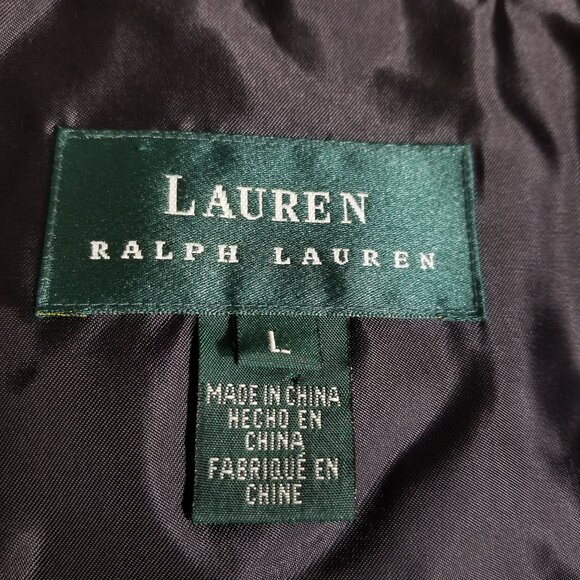 LAUREN
RALPH LAUREN
L
MADE IN CHINA
HECHO EN
CHINA
FABRIQUÉ EN
CHINE